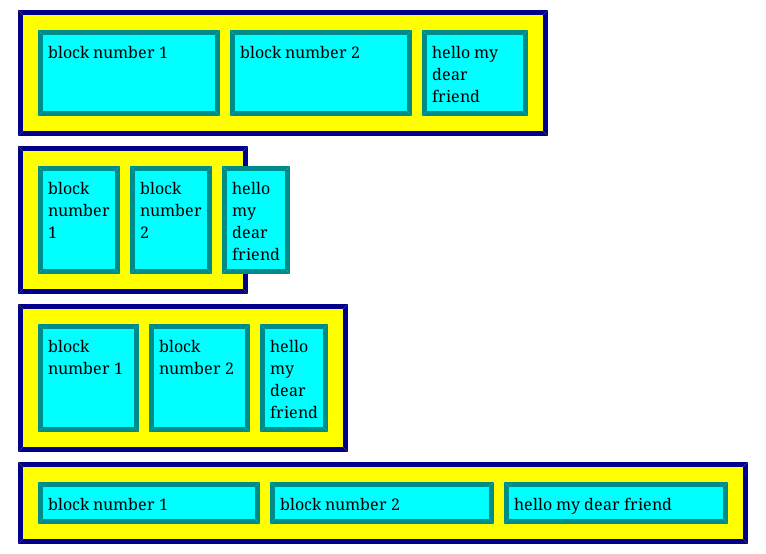 block number 1
block number 2
hello my
dear
friend
block
number
1
block
number
2
hello
my
dear
friend
block
number 1
block
number 2
hello
my
dear
friend
block number 1
block number 2
hello my dear friend